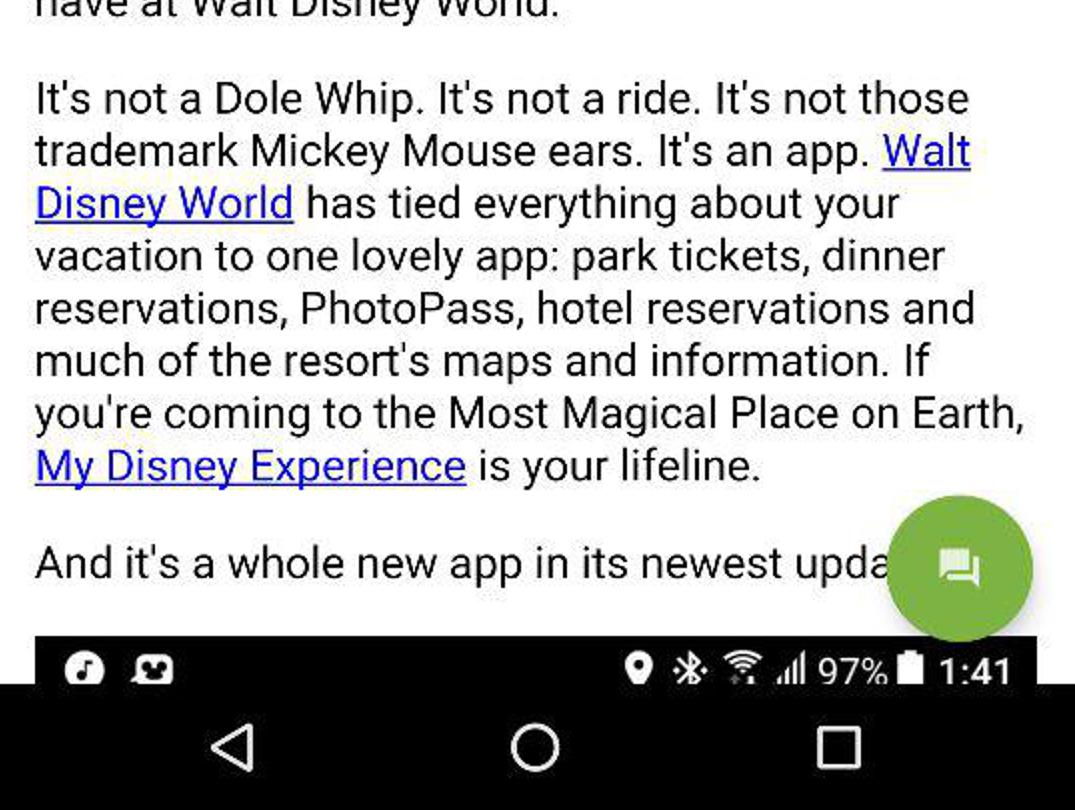 have at Walt Disney World.
It's not a Dole Whip. It's not a ride. It's not those
trademark Mickey Mouse ears. It's an app. Walt
Disney World has tied everything about your
vacation to one lovely app: park tickets, dinner
reservations, PhotoPass, hotel reservations and
much of the resort's maps and information. If
you're coming to the Most Magical Place on Earth,
My Disney Experience is your lifeline.
And it's a whole new app in its newest upda
97% 1:41